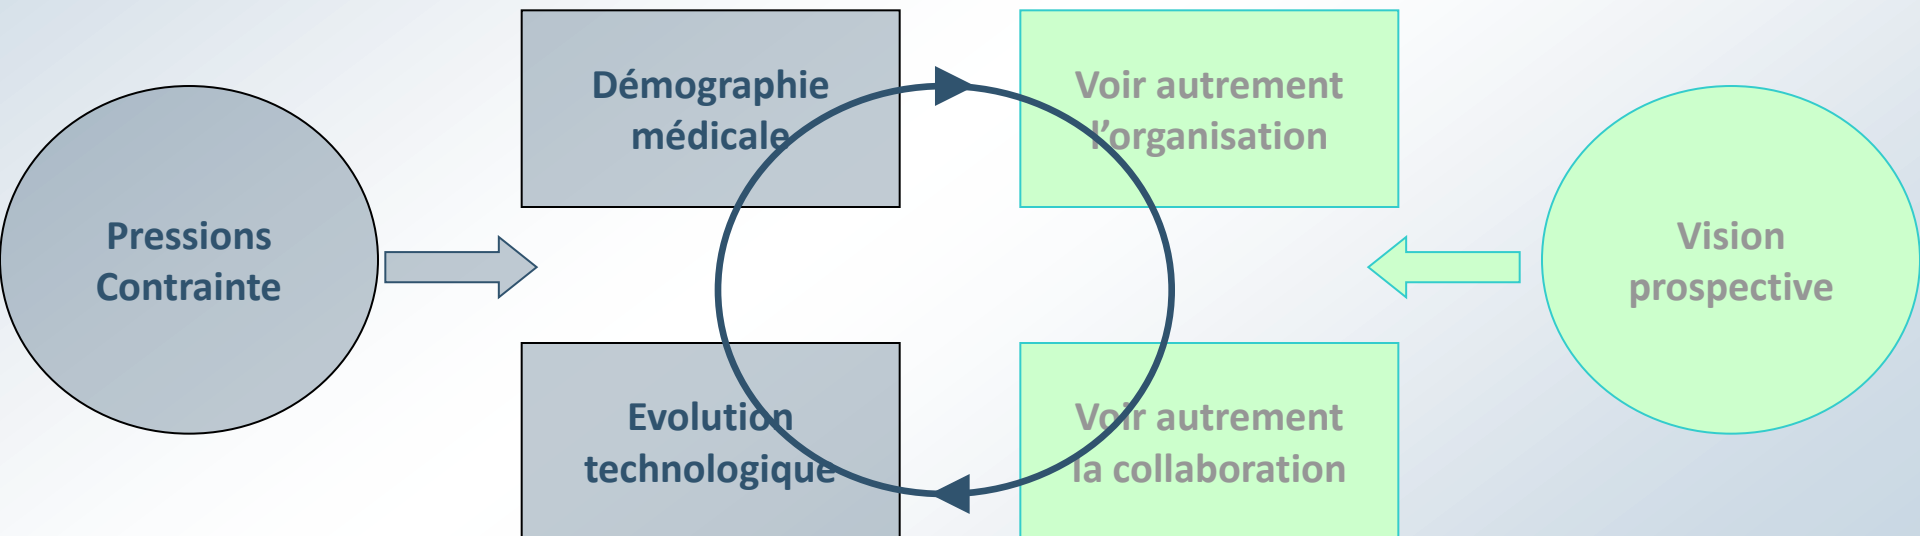 Pressions
Contrainte
Démographie
médicale
Evolution
technologique
Voir autrement
l’organisation
Voir autrement
la collaboration
Vision
prospective